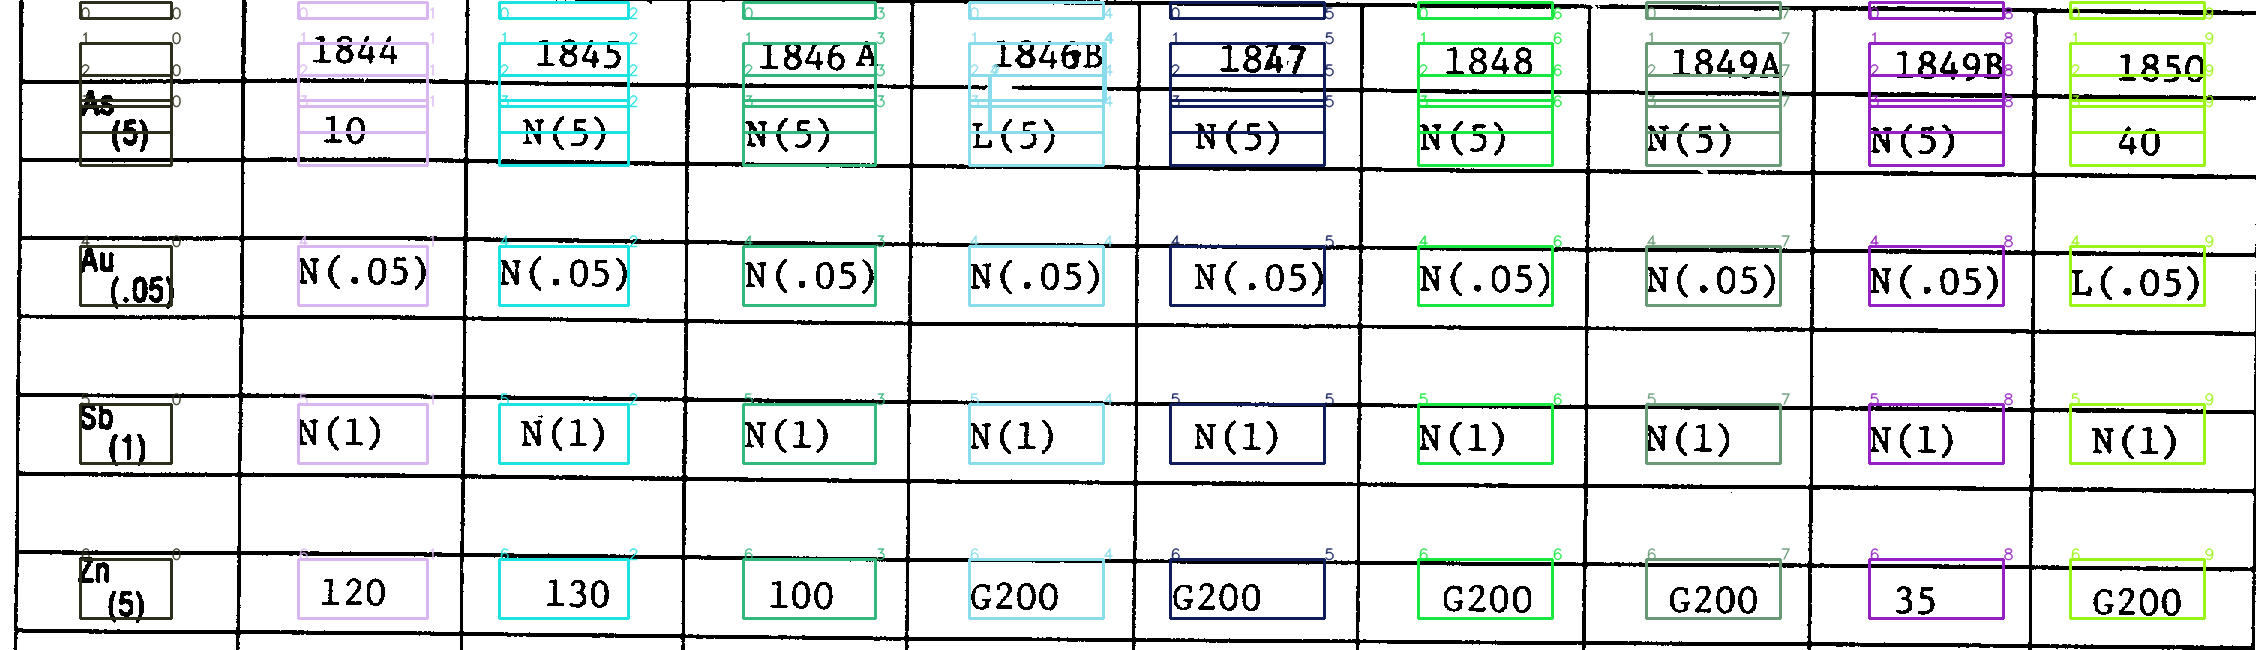 1844 1845 1846A 1846B 1847 1848 1849A 1849B 1850
As (5) 10 N(5) N(5) L(5) N(5) N(5) N(5) N(5) 40
Au (.05) N(.05) N(.05) N(.05) N(.05) N(.05) N(.05) N(.05) N(.05) L(.05)
Sb (1) N(1) N(1) N(1) N(1) N(1) N(1) N(1) N(1) N(1)
Zn (5) 120 130 100 G200 G200 G200 G200 35 G200